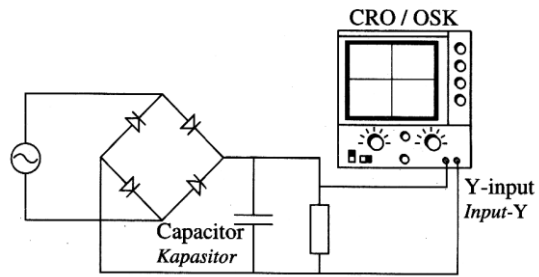 CRO / OSK
Y-input
Input-Y
Capacitor
Kapasitor